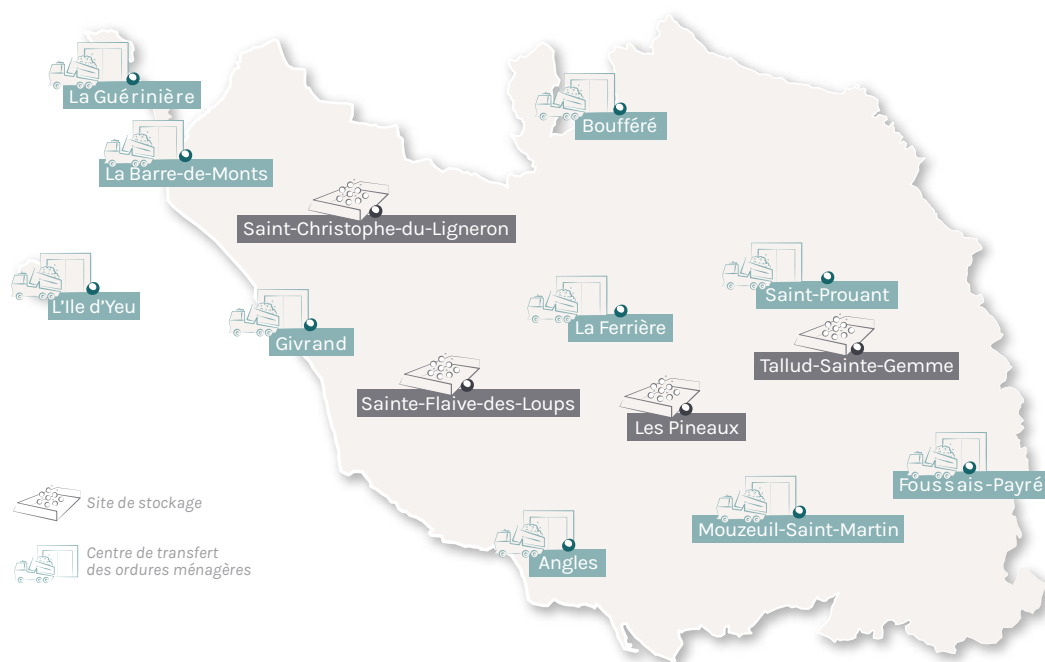 La Guérinière
Boufféré
La Barre-de-Monts
Saint-Christophe-du-Ligneron
L'Ile d'Yeu
Saint-Prouant
La Ferrière
Givrand
Tallud-Sainte-Gemme
Sainte-Flaive-des-Loups
Les Pineaux
Foussais-Payré
Site de stockage
Mouzeuil-Saint-Martin
Centre de transfert
des ordures ménagères
Angles